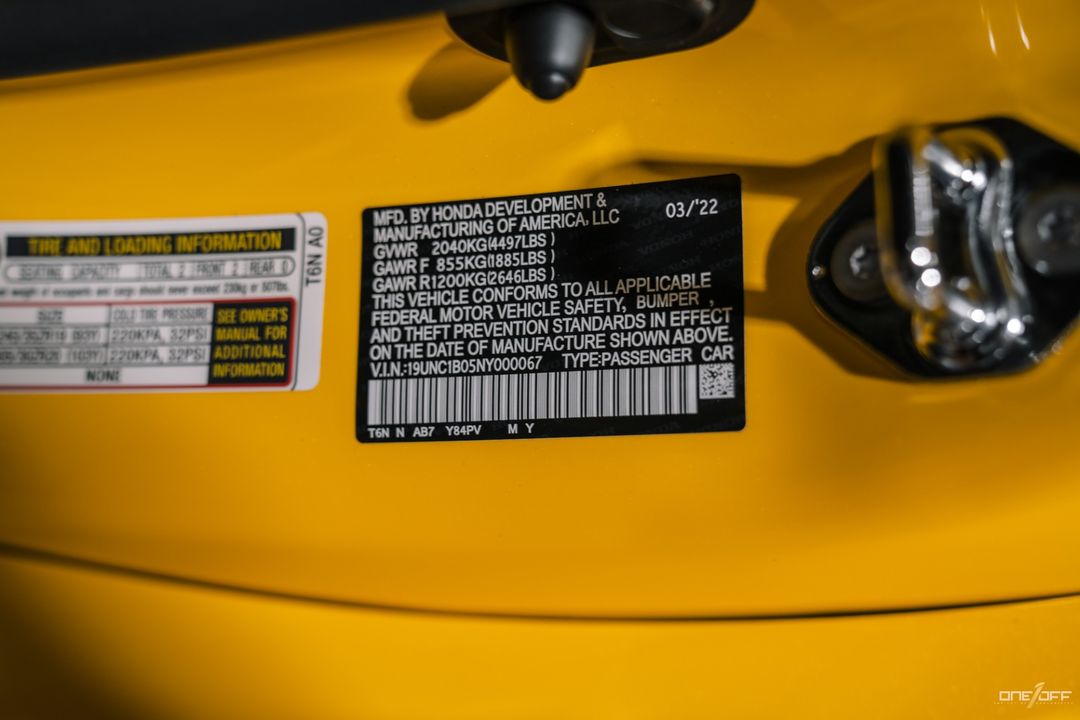 TIRE AND LOADING INFORMATION
SEATING CAPACITY TOTAL 2 FRONT 2 REAR 0
SIZE COLD TIRE PRESSURE
220KPA, 32PSI
220KPA, 32PSI
NONE
SEE OWNER'S
MANUAL FOR
ADDITIONAL
INFORMATION
T6N A0
MFD. BY HONDA DEVELOPMENT &
MANUFACTURING OF AMERICA, LLC 03/'22
GVWR 2040KG(4497LBS )
GAWR F 855KG(1885LBS )
GAWR R1200KG(2646LBS )
THIS VEHICLE CONFORMS TO ALL APPLICABLE
FEDERAL MOTOR VEHICLE SAFETY, BUMPER ,
AND THEFT PREVENTION STANDARDS IN EFFECT
ON THE DATE OF MANUFACTURE SHOWN ABOVE.
V.I.N.:19UNC1B05NY000067 TYPE:PASSENGER CAR
T6N N AB7 Y84PV M Y
ONE/OFF